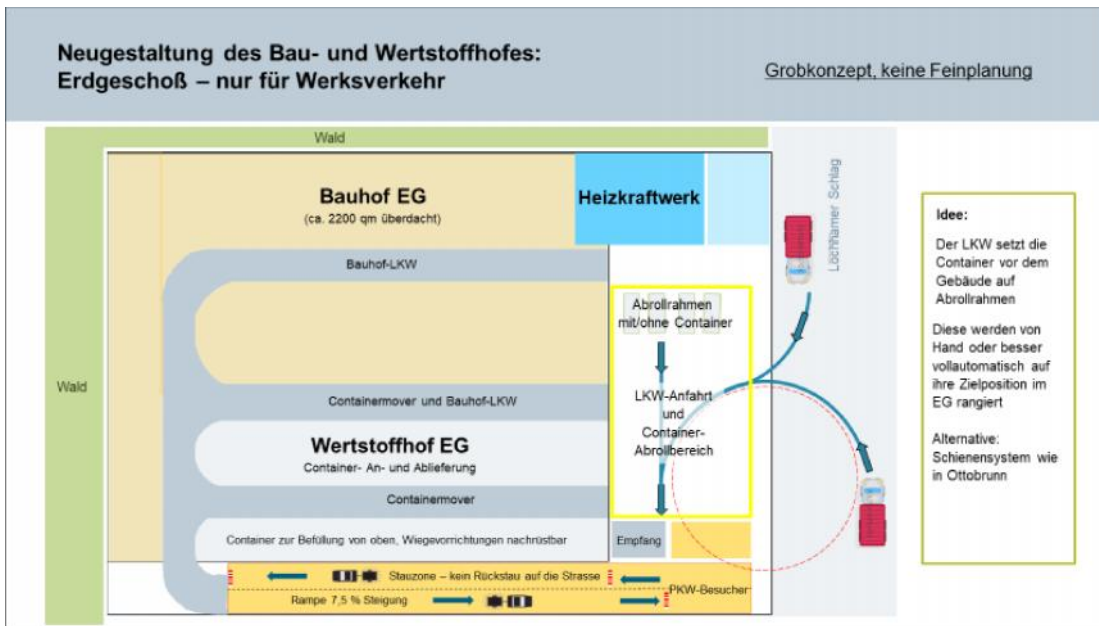 Neugestaltung des Bau- und Wertstoffhofes:
Erdgeschoß – nur für Werksverkehr
Grobkonzept, keine Feinplanung
Wald
Bauhof EG
(ca. 2200 qm überdacht)
Heizkraftwerk
Löchhamer Schlag
Bauhof-LKW
Abrollrahmen
mit/ohne Container
Wald
Containermover und Bauhof-LKW
LKW-Anfahrt
und
Container-
Abrollbereich
Wertstoffhof EG
Container- An- und Ablieferung
Containermover
Container zur Befüllung von oben, Wiegevorrichtungen nachrüstbar
Empfang
Stauzone – kein Rückstau auf die Strasse
PKW-Besucher
Rampe 7,5 % Steigung
Idee:
Der LKW setzt die
Container vor dem
Gebäude auf
Abrollrahmen
Diese werden von
Hand oder besser
vollautomatisch auf
ihre Zielposition im
EG rangiert
Alternative:
Schienensystem wie
in Ottobrunn